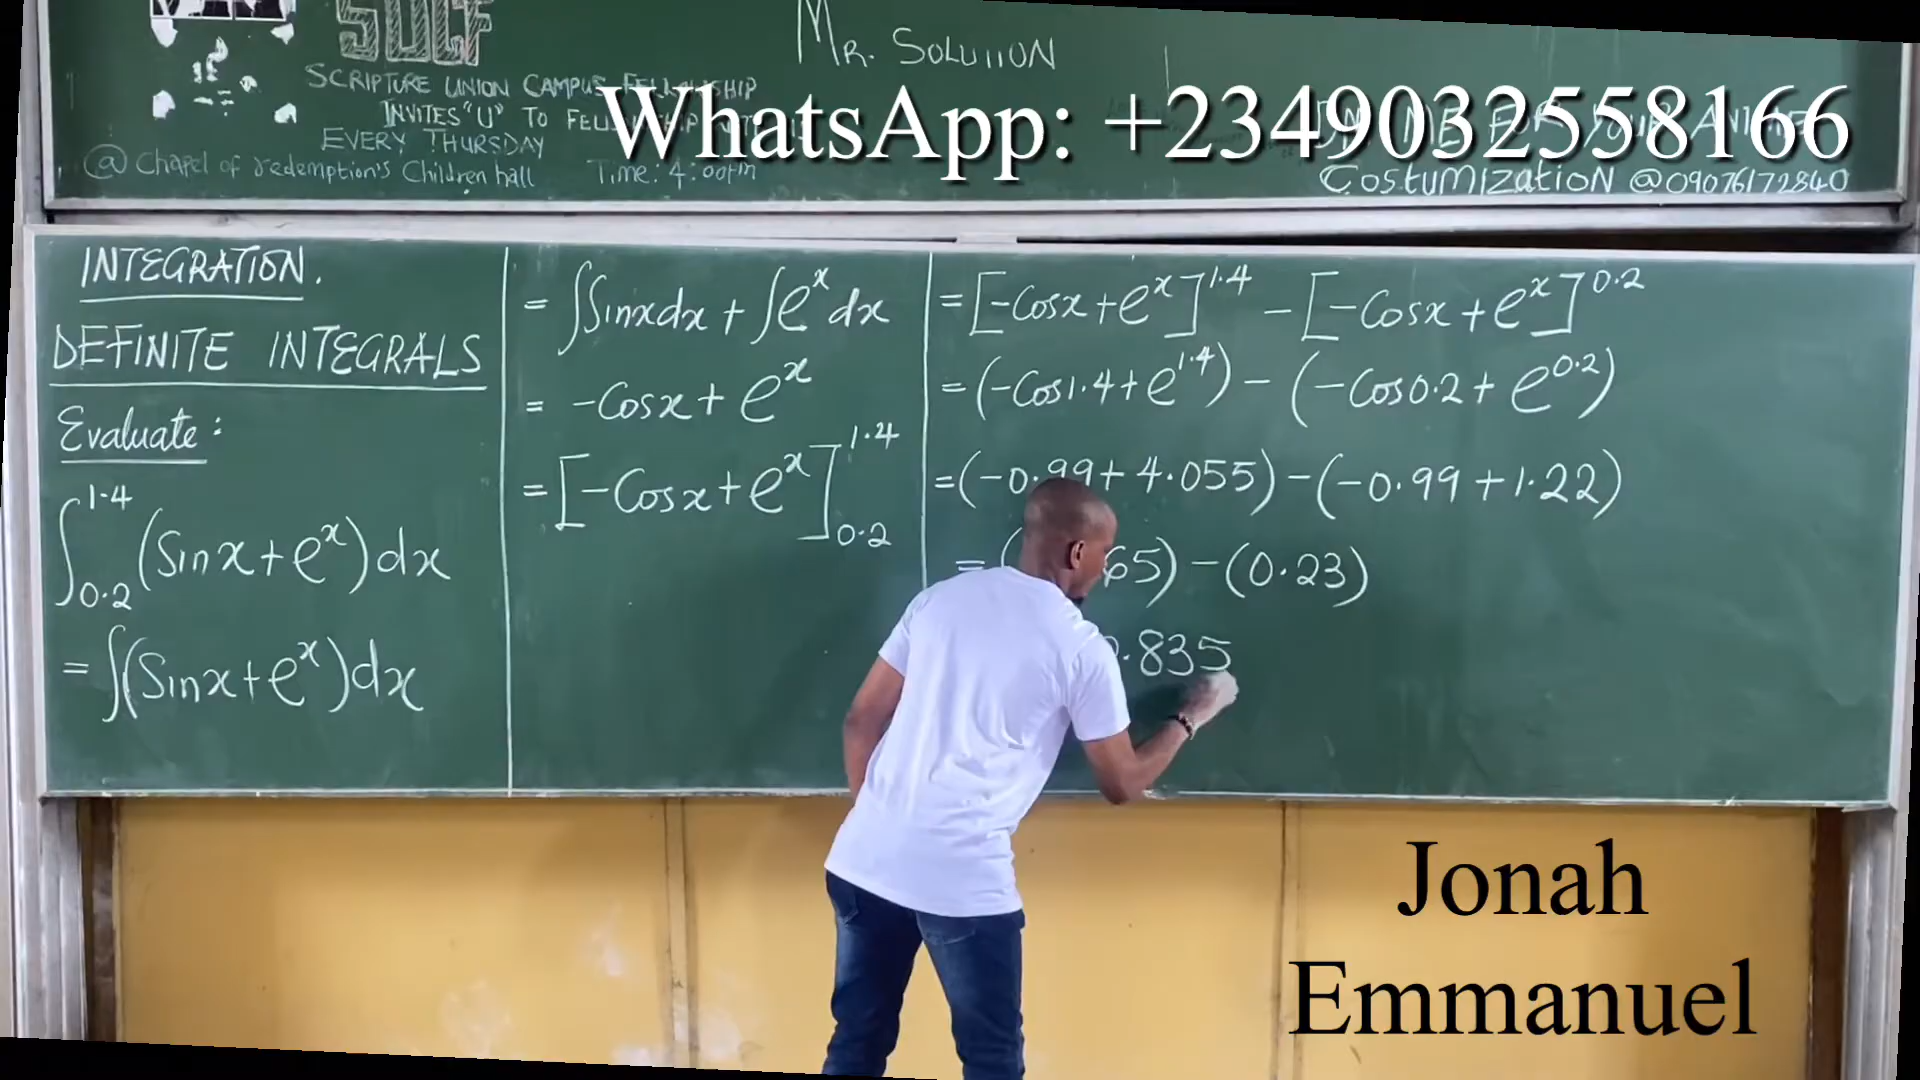 SUCF
MR. SOLUTION
SCRIPTURE UNION CAMPUS FELLOWSHIP
INVITES "U" TO
EVERY THURSDAY
@ Chapel of redemption's Children hall Time: 4:00pm
WhatsApp: +2349032558166
Costumization @09076172840
INTEGRATION.
DEFINITE INTEGRALS
Evaluate:
∫_{0.2}^{1.4} (Sinx+e^x)dx
= ∫(Sinx+e^x)dx
= ∫Sinxdx + ∫e^x dx
= -Cosx + e^x
= [-Cosx+e^x]_{0.2}^{1.4}
= [-Cosx+e^x]^{1.4} - [-Cosx+e^x]^{0.2}
= (-Cos1.4+e^{1.4}) - (-Cos0.2+e^{0.2})
=(-0.99+4.055)-(-0.99+1.22)
= ( 65)-(0.23)
.835
Jonah
Emmanuel